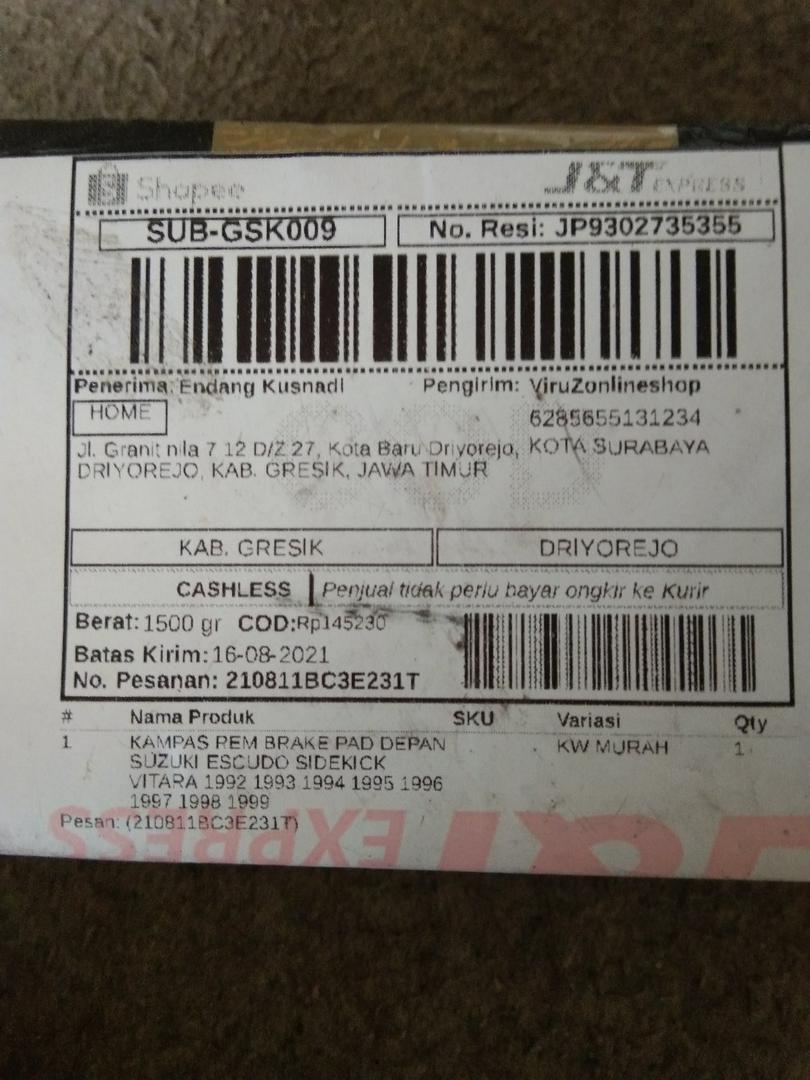 Shopee
J&T EXPRESS
SUB-GSK009
No. Resi: JP9302735355
Penerima: Endang Kusnadi
Pengirim: ViruZonlineshop
HOME
6285655131234
Jl. Granit nila 7 12 D/Z 27, Kota Baru Driyorejo,
KOTA SURABAYA
DRIYOREJO, KAB. GRESIK, JAWA TIMUR
KAB. GRESIK
DRIYOREJO
CASHLESS
Penjual tidak perlu bayar ongkir ke Kurir
Berat: 1500 gr COD:Rp145230
Batas Kirim: 16-08-2021
No. Pesanan: 210811BC3E231T
# Nama Produk SKU Variasi Qty
1 KAMPAS REM BRAKE PAD DEPAN KW MURAH 1
SUZUKI ESCUDO SIDEKICK
VITARA 1992 1993 1994 1995 1996
1997 1998 1999
Pesan: (210811BC3E231T)
J&T EXPRESS